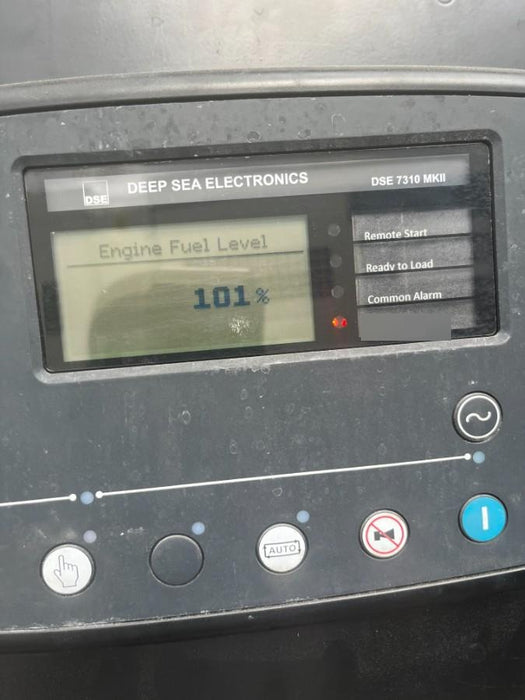 DSE
DEEP SEA ELECTRONICS
DSE 7310 MKII
Engine Fuel Level
101 %
Remote Start
Ready to Load
Common Alarm
AUTO